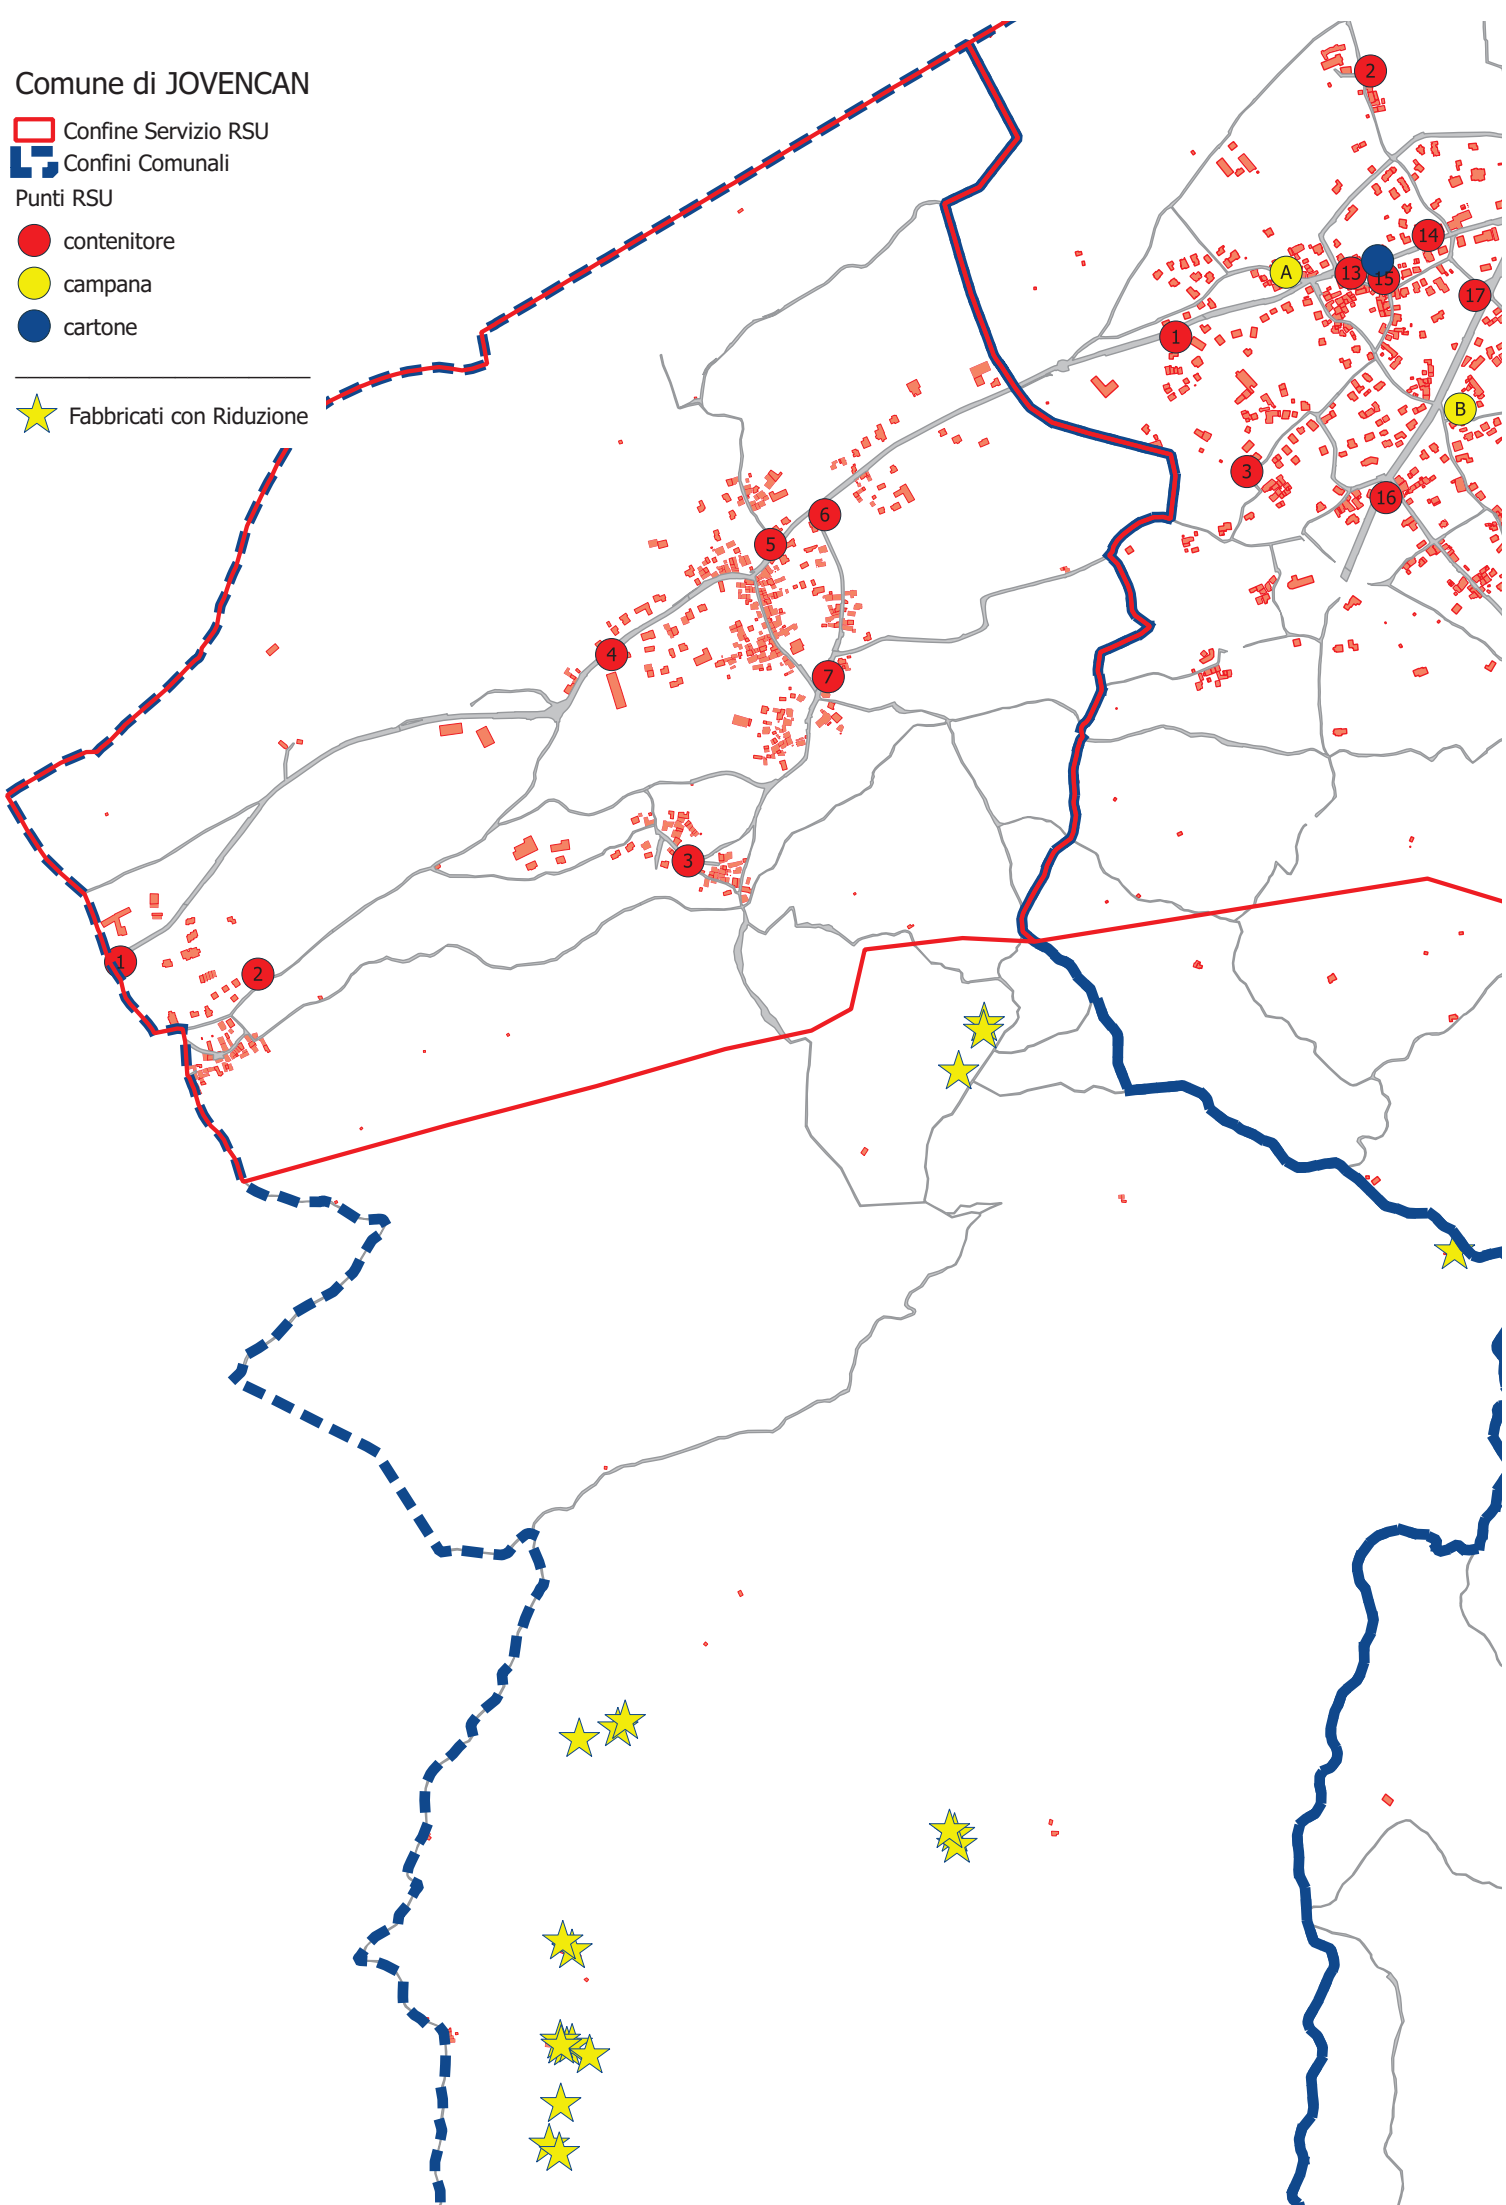 Comune di JOVENCAN
Confine Servizio RSU
Confini Comunali
Punti RSU
contenitore
campana
cartone
Fabbricati con Riduzione
2
14
A
13
15
17
1
B
3
16
6
5
4
7
3
1
2